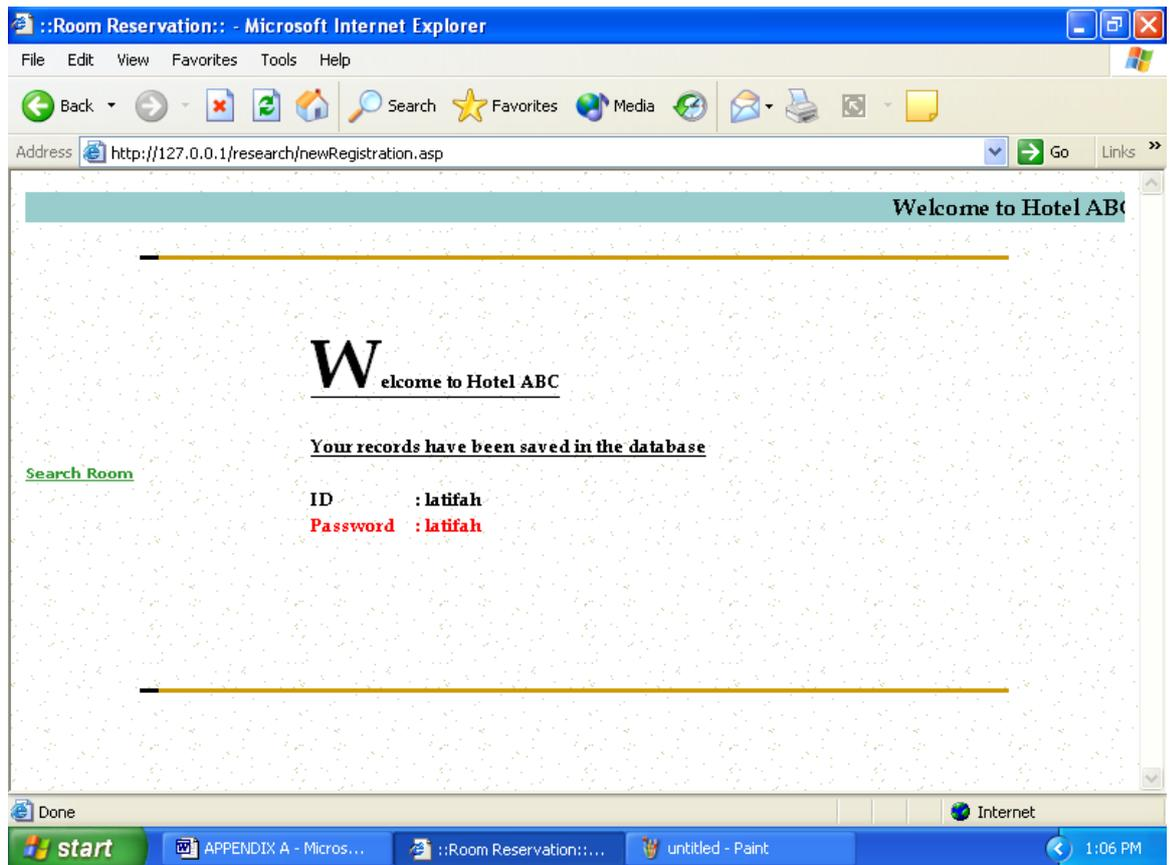 ::Room Reservation:: - Microsoft Internet Explorer
File Edit View Favorites Tools Help
Back Search Favorites Media
Address http://127.0.0.1/research/newRegistration.asp Go Links »
Welcome to Hotel ABC
Welcome to Hotel ABC
Your records have been saved in the database
Search Room
ID : latifah
Password : latifah
Done Internet
start APPENDIX A - Micros... ::Room Reservation::... untitled - Paint 1:06 PM